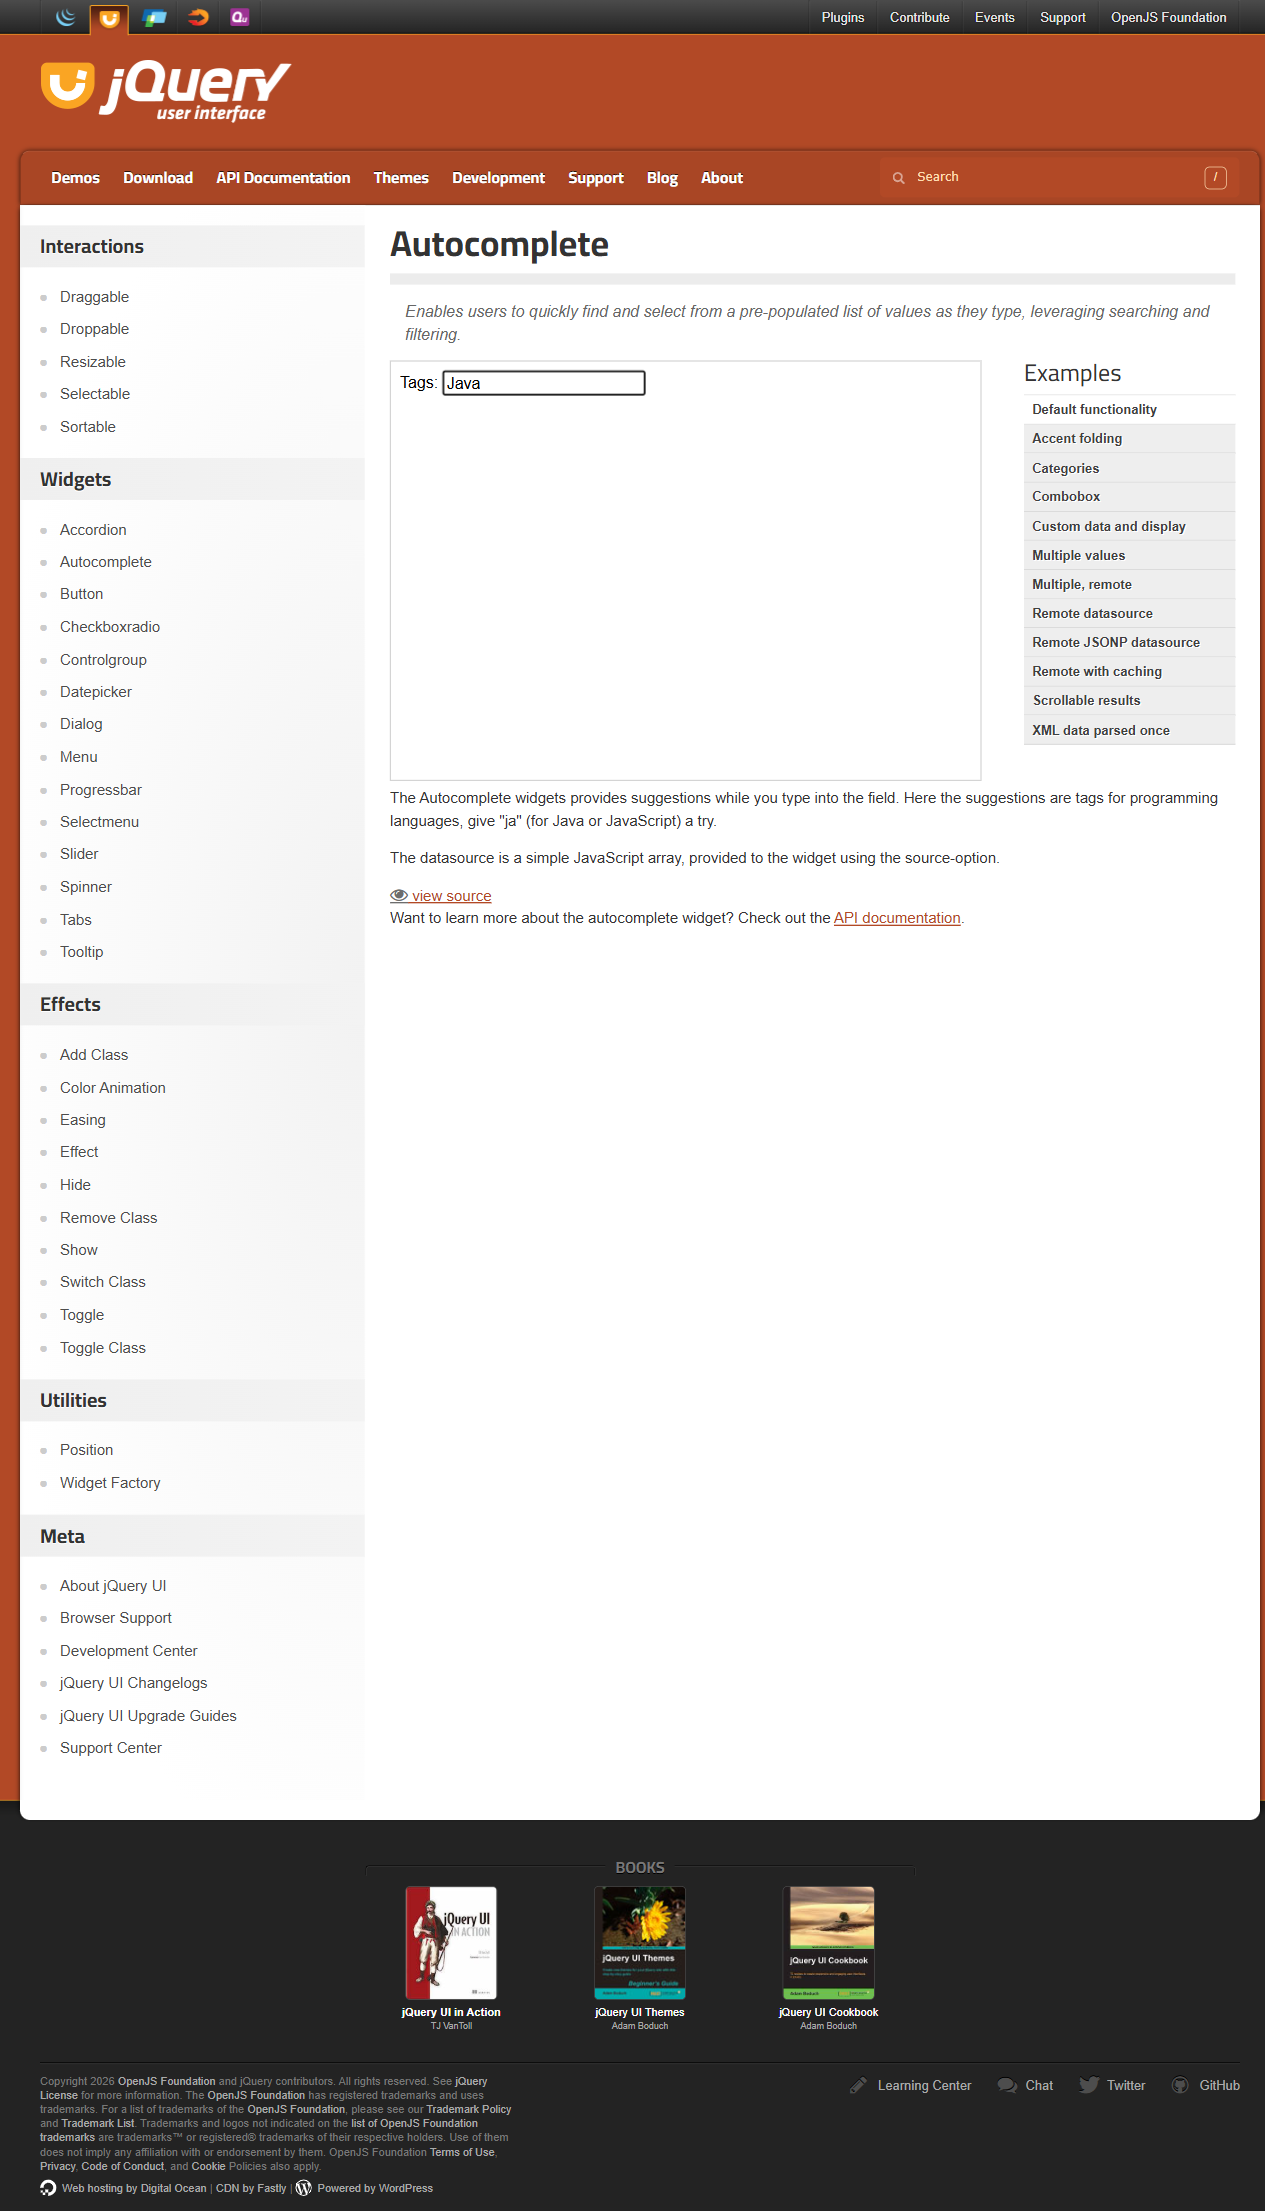 Plugins
Contribute
Events
Support
OpenJS Foundation
jQuery
user interface
Demos
Download
API Documentation
Themes
Development
Support
Blog
About
Search
/
Interactions
Draggable
Droppable
Resizable
Selectable
Sortable
Widgets
Accordion
Autocomplete
Button
Checkboxradio
Controlgroup
Datepicker
Dialog
Menu
Progressbar
Selectmenu
Slider
Spinner
Tabs
Tooltip
Effects
Add Class
Color Animation
Easing
Effect
Hide
Remove Class
Show
Switch Class
Toggle
Toggle Class
Utilities
Position
Widget Factory
Meta
About jQuery UI
Browser Support
Development Center
jQuery UI Changelogs
jQuery UI Upgrade Guides
Support Center
Autocomplete
Enables users to quickly find and select from a pre-populated list of values as they type, leveraging searching and
filtering.
Tags: Java
Examples
Default functionality
Accent folding
Categories
Combobox
Custom data and display
Multiple values
Multiple, remote
Remote datasource
Remote JSONP datasource
Remote with caching
Scrollable results
XML data parsed once
The Autocomplete widgets provides suggestions while you type into the field. Here the suggestions are tags for programming
languages, give "ja" (for Java or JavaScript) a try.
The datasource is a simple JavaScript array, provided to the widget using the source-option.
view source
Want to learn more about the autocomplete widget? Check out the API documentation.
BOOKS
jQuery UI
IN ACTION
jQuery UI in Action
TJ VanToll
jQuery UI Themes
Beginner's Guide
jQuery UI Themes
Adam Boduch
jQuery UI Cookbook
jQuery UI Cookbook
Adam Boduch
Copyright 2026 OpenJS Foundation and jQuery contributors. All rights reserved. See jQuery
License for more information. The OpenJS Foundation has registered trademarks and uses
trademarks. For a list of trademarks of the OpenJS Foundation, please see our Trademark Policy
and Trademark List. Trademarks and logos not indicated on the list of OpenJS Foundation
trademarks are trademarks™ or registered® trademarks of their respective holders. Use of them
does not imply any affiliation with or endorsement by them. OpenJS Foundation Terms of Use,
Privacy, Code of Conduct, and Cookie Policies also apply.
Web hosting by Digital Ocean | CDN by Fastly | Powered by WordPress
Learning Center
Chat
Twitter
GitHub